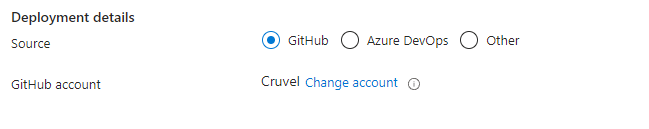 Deployment details
Source GitHub Azure DevOps Other
GitHub account Cruvel Change account